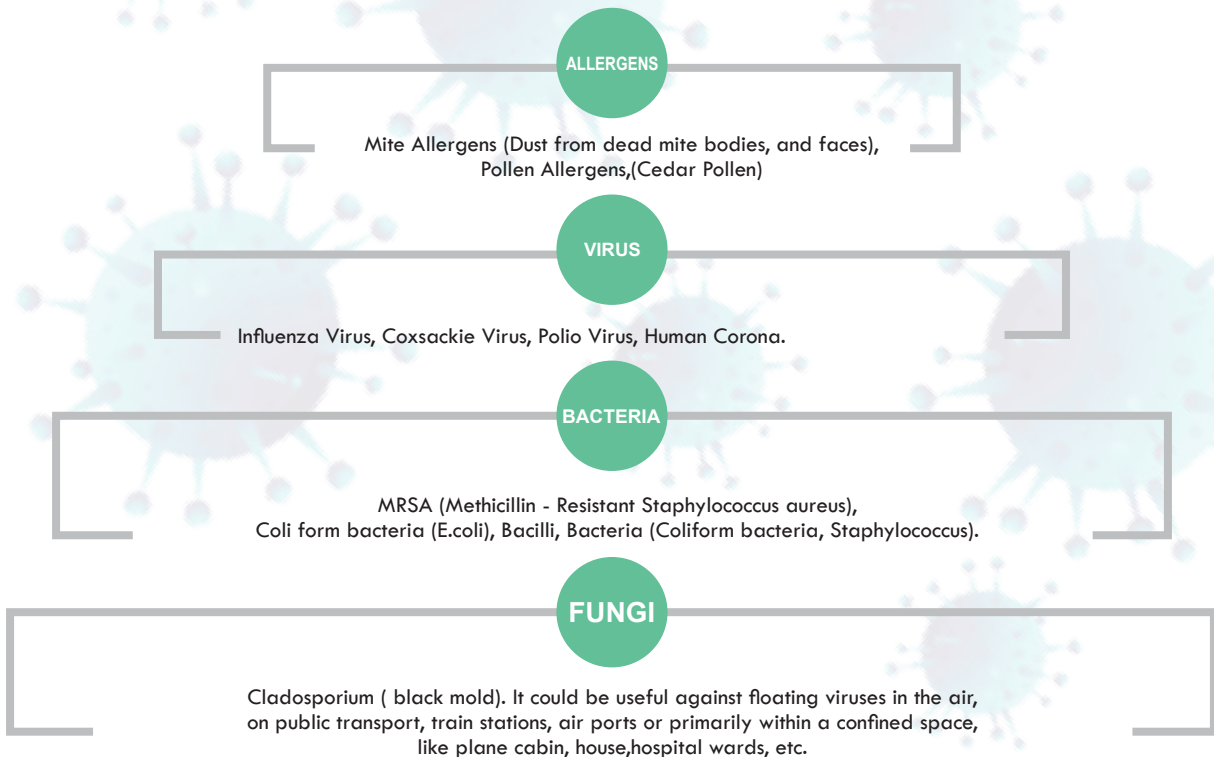 ALLERGENS
Mite Allergens (Dust from dead mite bodies, and faces),
Pollen Allergens,(Cedar Pollen)
VIRUS
Influenza Virus, Coxsackie Virus, Polio Virus, Human Corona.
BACTERIA
MRSA (Methicillin - Resistant Staphylococcus aureus),
Coli form bacteria (E.coli), Bacilli, Bacteria (Coliform bacteria, Staphylococcus).
FUNGI
Cladosporium ( black mold). It could be useful against floating viruses in the air,
on public transport, train stations, air ports or primarily within a confined space,
like plane cabin, house,hospital wards, etc.